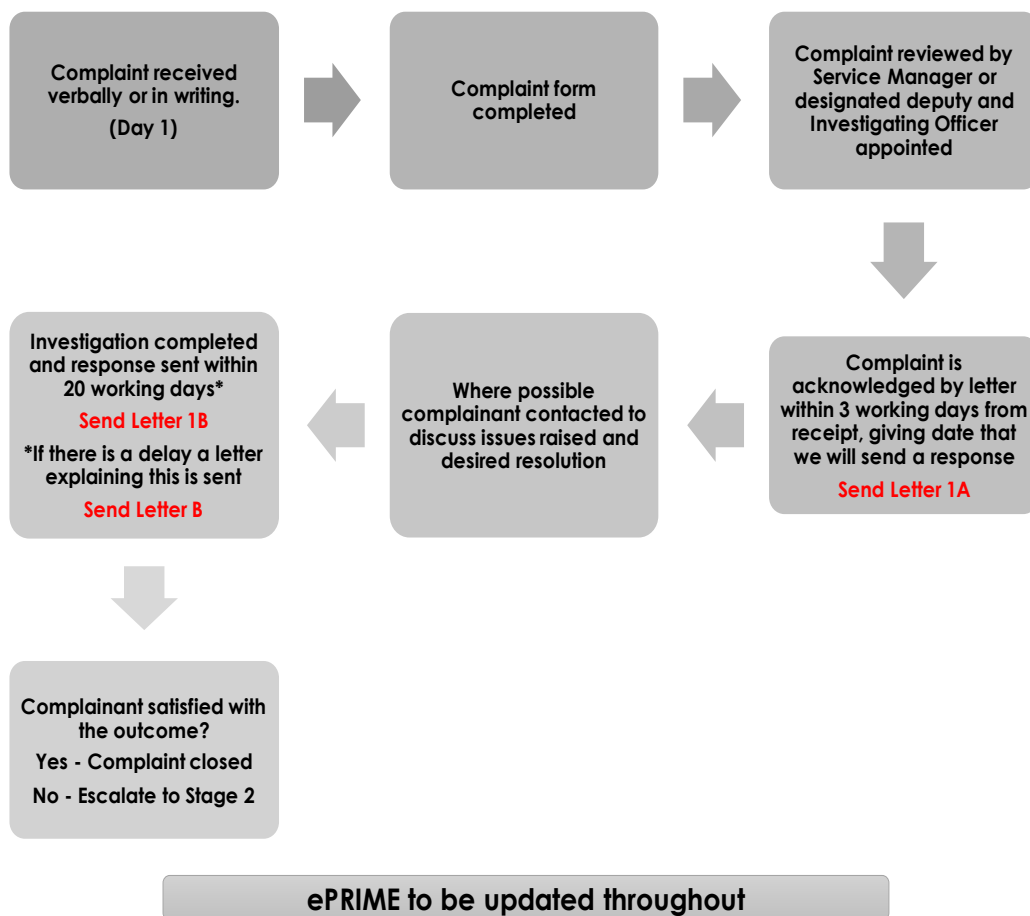 Complaint received
verbally or in writing.
(Day 1)
Complaint form
completed
Complaint reviewed by
Service Manager or
designated deputy and
Investigating Officer
appointed
Complaint is
acknowledged by letter
within 3 working days from
receipt, giving date that
we will send a response
Send Letter 1A
Where possible
complainant contacted to
discuss issues raised and
desired resolution
Investigation completed
and response sent within
20 working days*
Send Letter 1B
*If there is a delay a letter
explaining this is sent
Send Letter B
Complainant satisfied with
the outcome?
Yes - Complaint closed
No - Escalate to Stage 2
ePRIME to be updated throughout